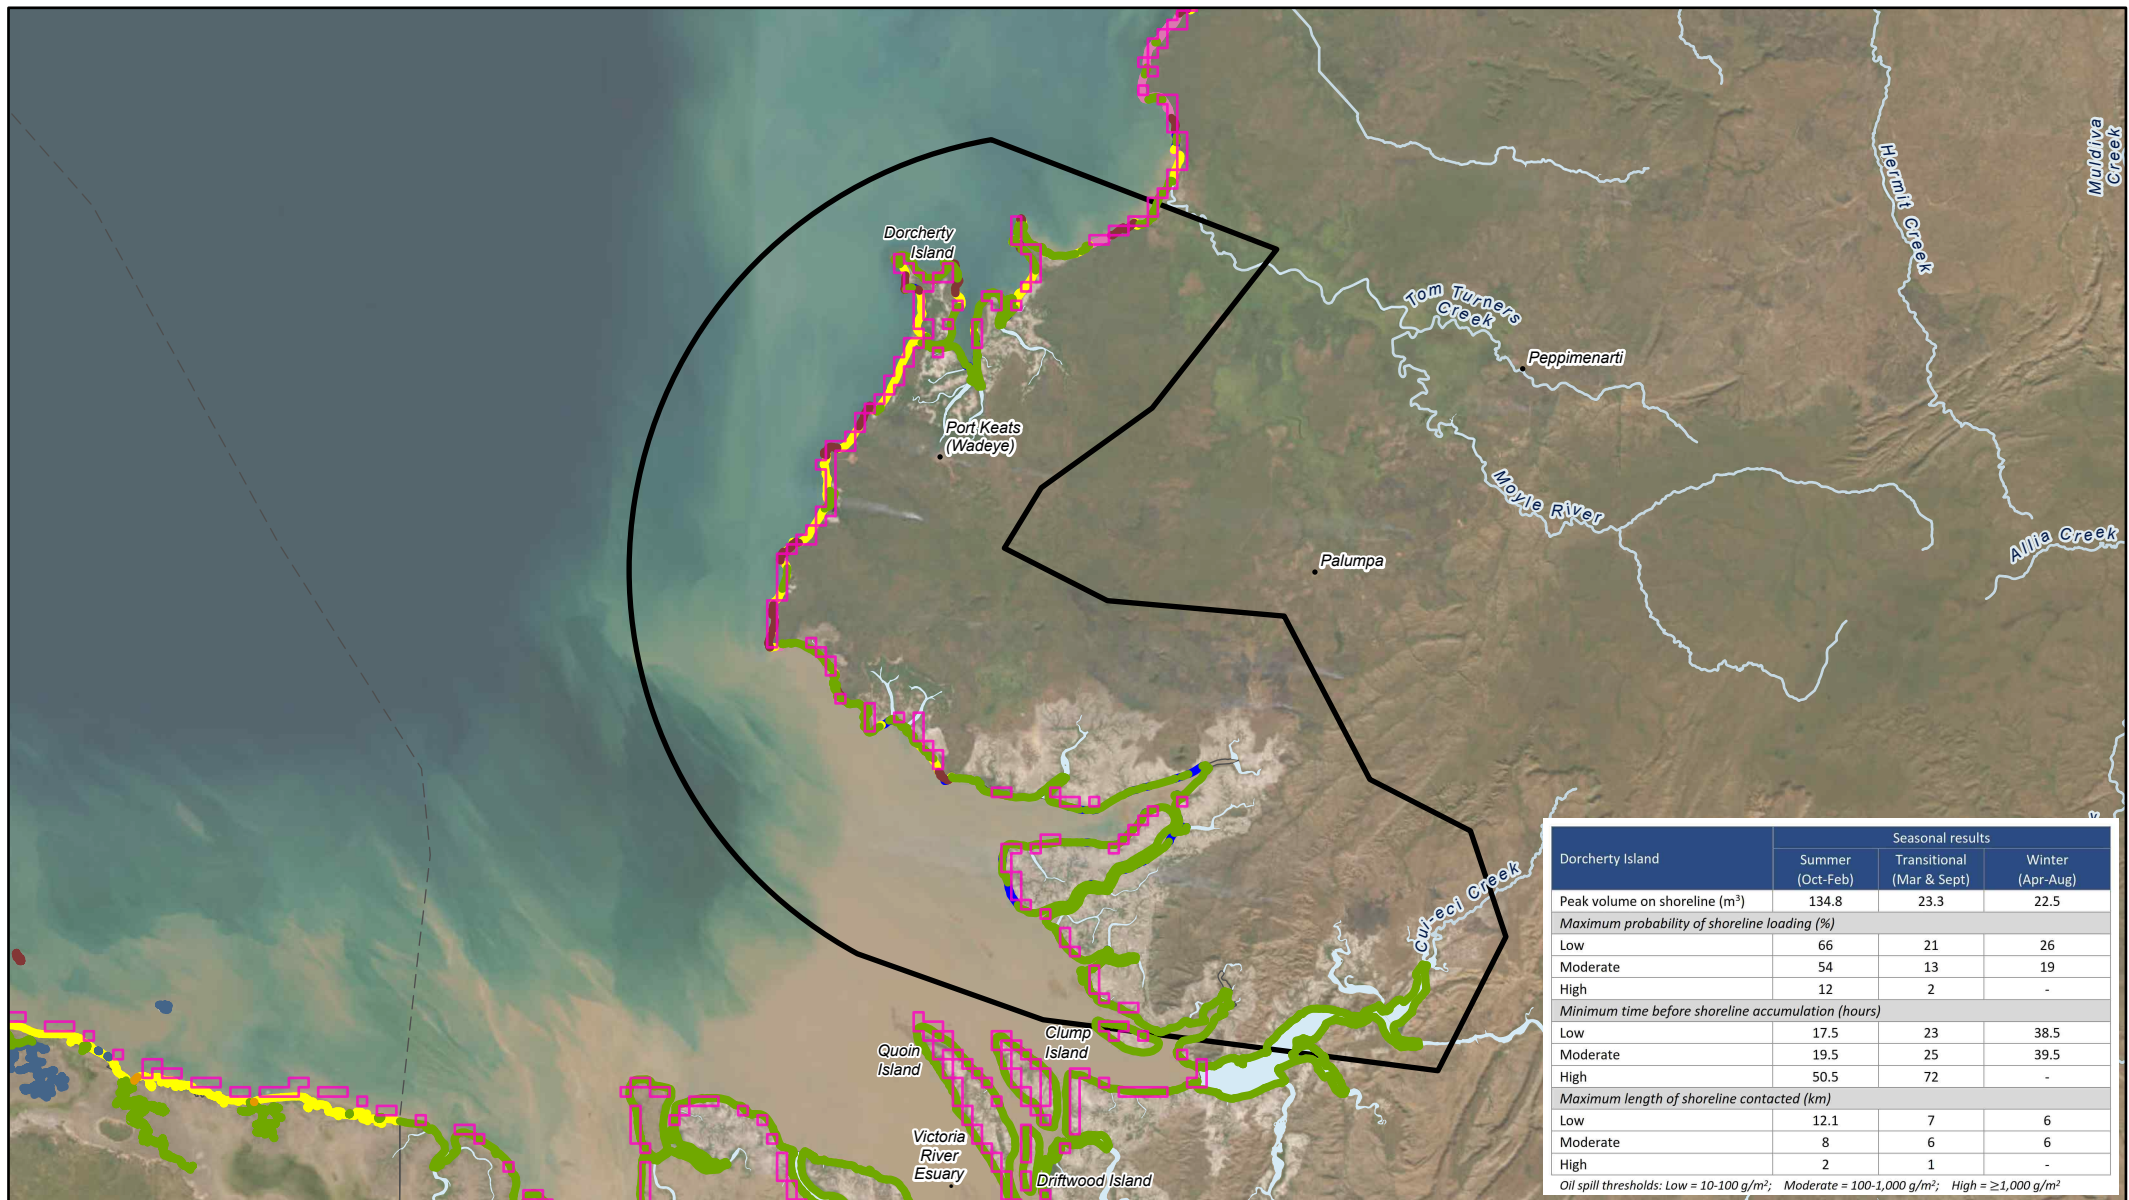 Muldiva
Creek
Hermit Creek
Dorcherty
Island
Tom Turners
Creek
Peppimenarti
Port Keats
(Wadeye)
Moyle River
Allia Creek
Palumpa
Cui-eci Creek
Clump
Island
Quoin
Island
Victoria
River
Esuary
Driftwood Island
Dorcherty Island
Seasonal results
Summer
(Oct-Feb)
Transitional
(Mar & Sept)
Winter
(Apr-Aug)
Peak volume on shoreline (m³) 134.8 23.3 22.5
Maximum probability of shoreline loading (%)
Low 66 21 26
Moderate 54 13 19
High 12 2 -
Minimum time before shoreline accumulation (hours)
Low 17.5 23 38.5
Moderate 19.5 25 39.5
High 50.5 72 -
Maximum length of shoreline contacted (km)
Low 12.1 7 6
Moderate 8 6 6
High 2 1 -
Oil spill thresholds: Low = 10-100 g/m²; Moderate = 100-1,000 g/m²; High = ≥1,000 g/m²